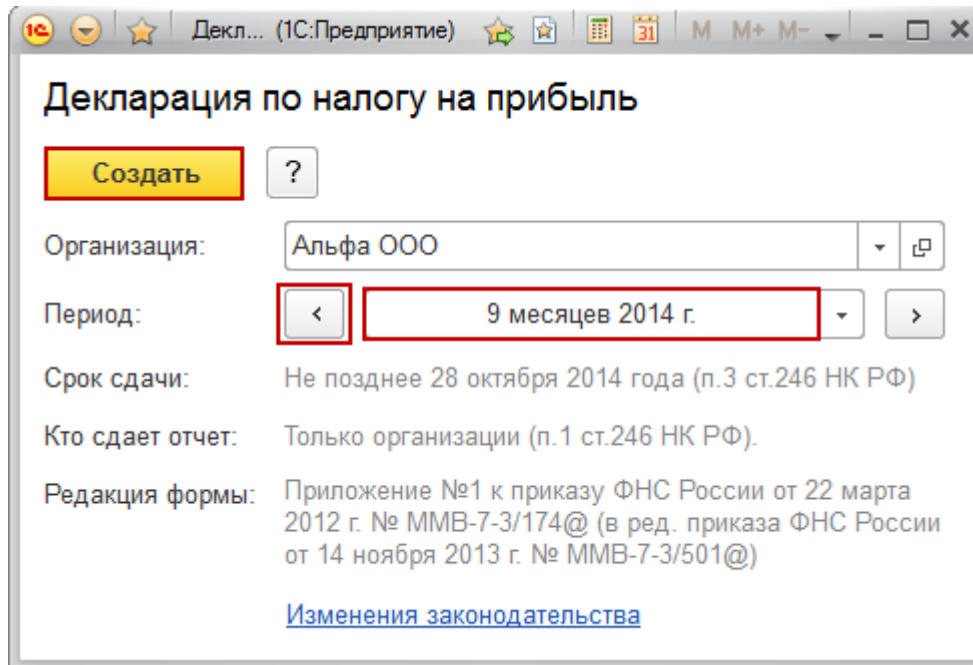 1С Декл... (1С:Предприятие) 31 M M+ M-
Декларация по налогу на прибыль
Создать ?
Организация: Альфа ООО
Период: < 9 месяцев 2014 г. >
Срок сдачи: Не позднее 28 октября 2014 года (п.3 ст.246 НК РФ)
Кто сдает отчет: Только организации (п.1 ст.246 НК РФ).
Редакция формы: Приложение №1 к приказу ФНС России от 22 марта
2012 г. № ММВ-7-3/174@ (в ред. приказа ФНС России
от 14 ноября 2013 г. № ММВ-7-3/501@)
Изменения законодательства